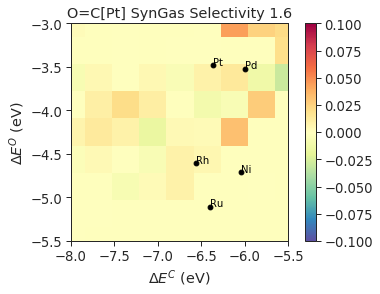 O=C[Pt] SynGas Selectivity 1.6
−3.0
−3.5
−4.0
−4.5
−5.0
−5.5
ΔE^O (eV)
Pt
Pd
Rh
Ni
Ru
−8.0 −7.5 −7.0 −6.5 −6.0 −5.5
ΔE^C (eV)
0.100
0.075
0.050
0.025
0.000
−0.025
−0.050
−0.075
−0.100